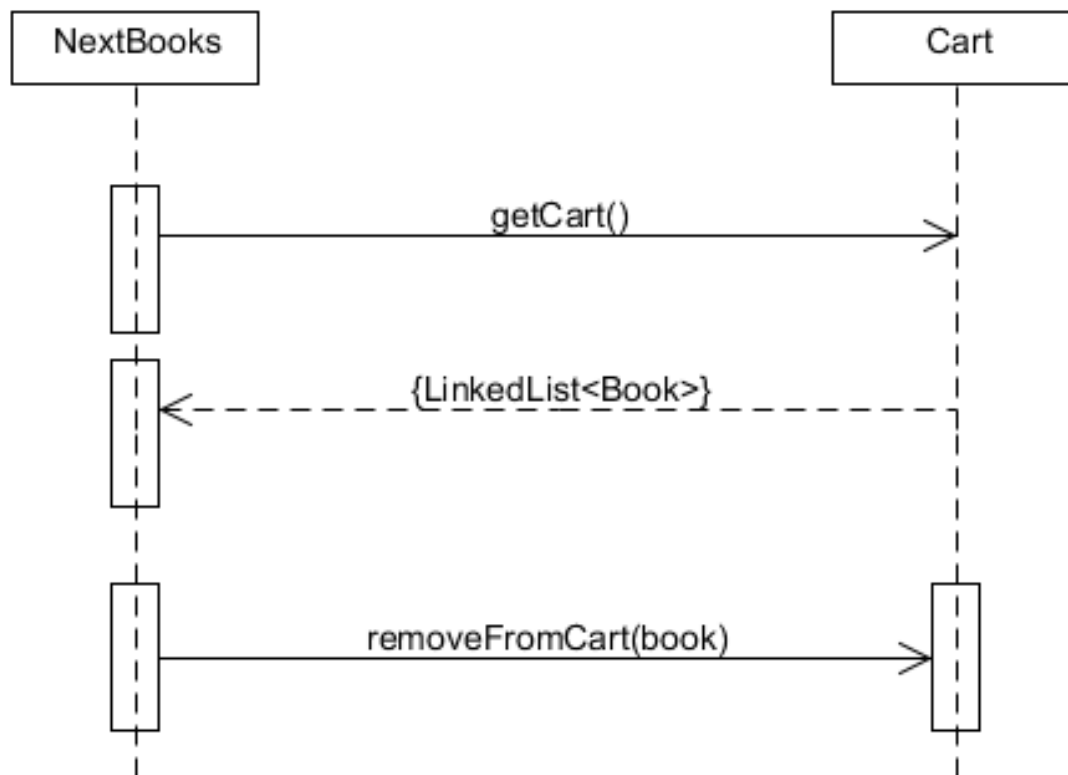 NextBooks
Cart
getCart()
{LinkedList<Book>}
removeFromCart(book)